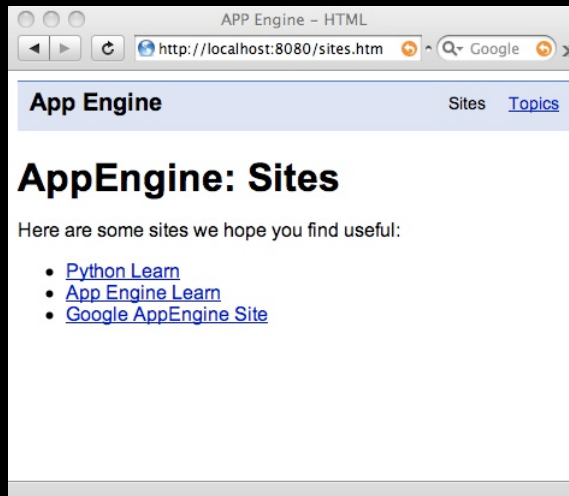 APP Engine – HTML
http://localhost:8080/sites.htm Google
App Engine Sites Topics
AppEngine: Sites
Here are some sites we hope you find useful:
• Python Learn
• App Engine Learn
• Google AppEngine Site